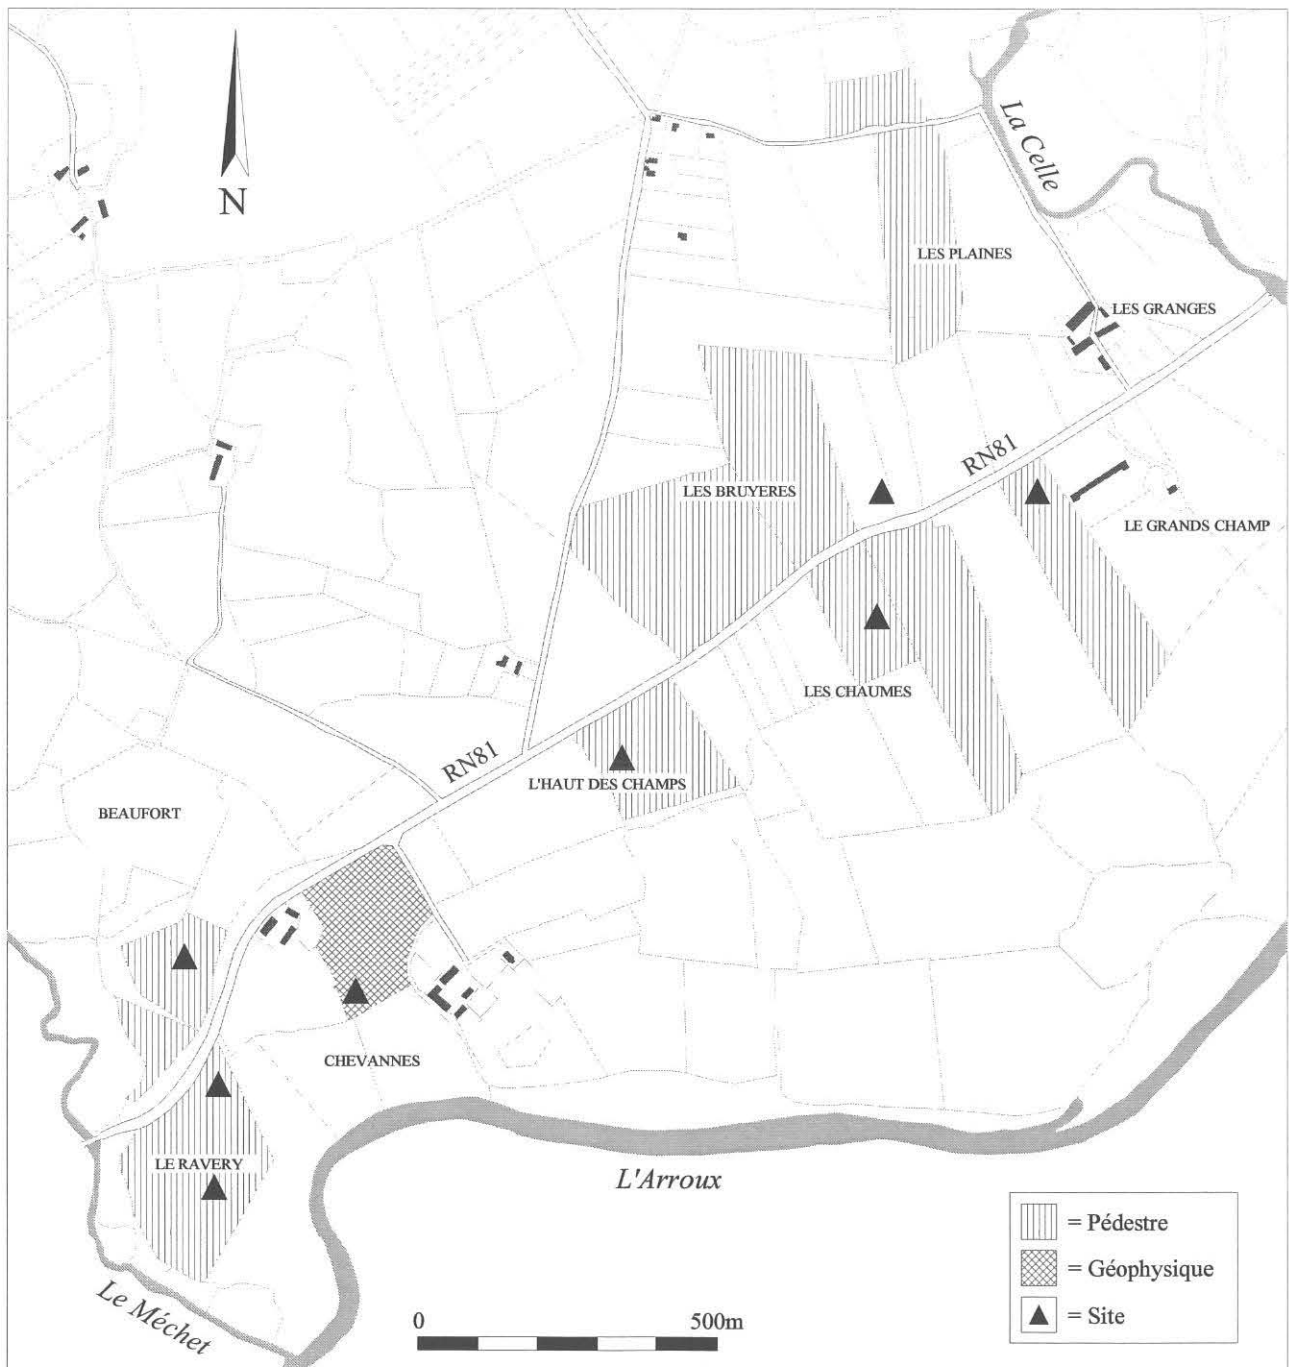 N
La Celle
LES PLAINES
LES GRANGES
RN81
LES BRUYERES
LE GRANDS CHAMP
LES CHAUMES
RN81
L'HAUT DES CHAMPS
BEAUFORT
CHEVANNES
LE RAVERY
L'Arroux
Le Méchet
0 500m
= Pédestre
= Géophysique
= Site